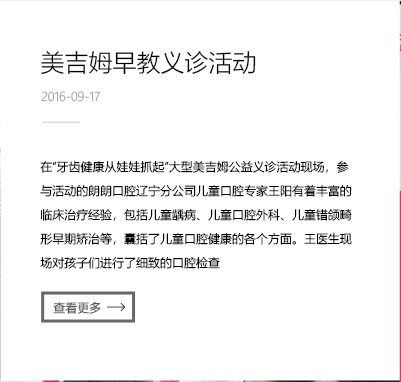 美吉姆早教义诊活动
2016-09-17
在“牙齿健康从娃娃抓起”大型美吉姆公益义诊活动现场，参
与活动的朗朗口腔辽宁分公司儿童口腔专家王阳有着丰富的
临床治疗经验，包括儿童龋病、儿童口腔外科、儿童错颌畸
形早期矫治等，囊括了儿童口腔健康的各个方面。王医生现
场对孩子们进行了细致的口腔检查
查看更多